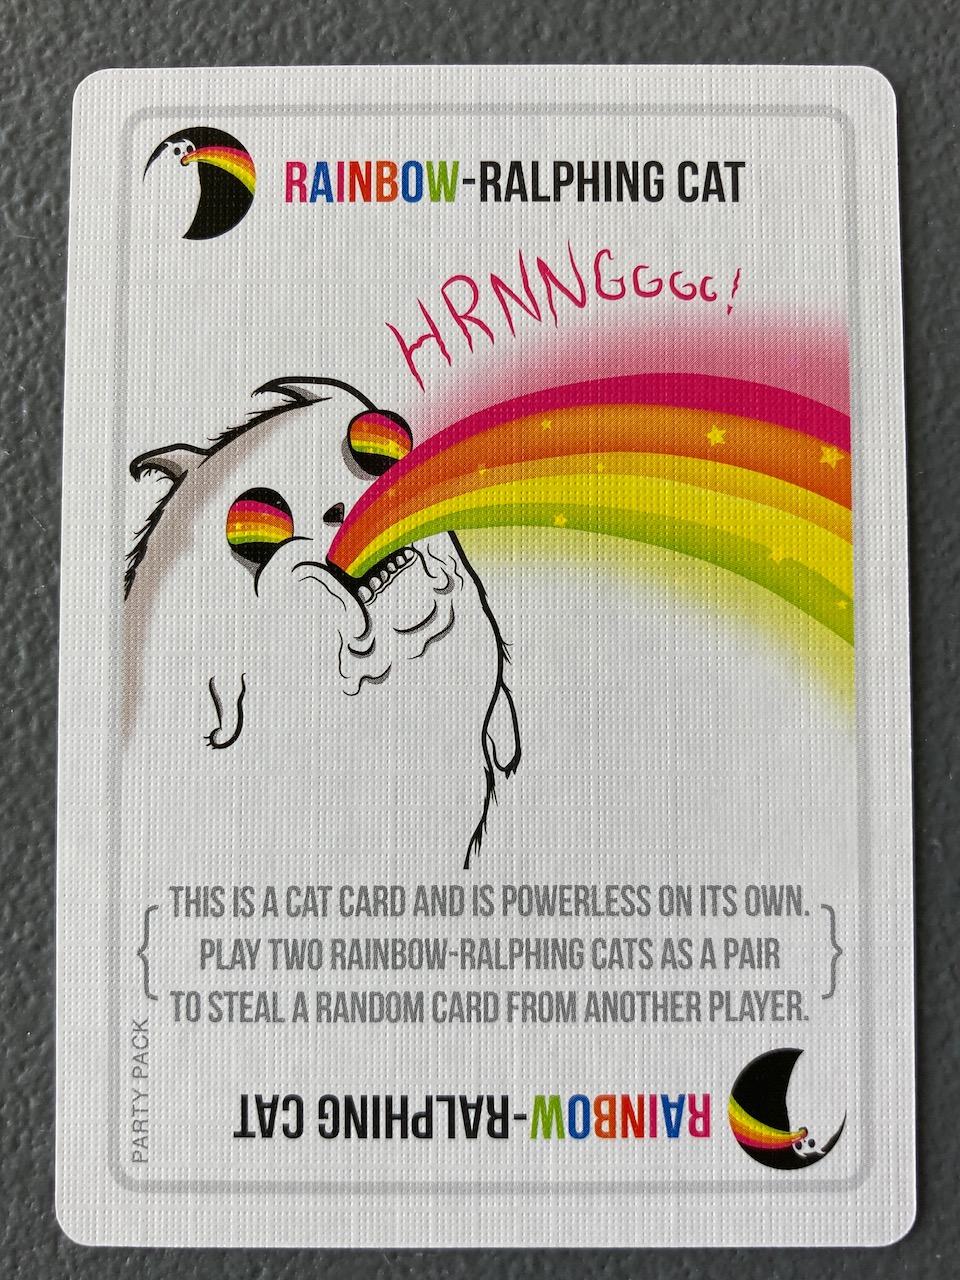 RAINBOW-RALPHING CAT
HRNNGGGG!
THIS IS A CAT CARD AND IS POWERLESS ON ITS OWN.
PLAY TWO RAINBOW-RALPHING CATS AS A PAIR
TO STEAL A RANDOM CARD FROM ANOTHER PLAYER.
PARTY PACK
RAINBOW-RALPHING CAT